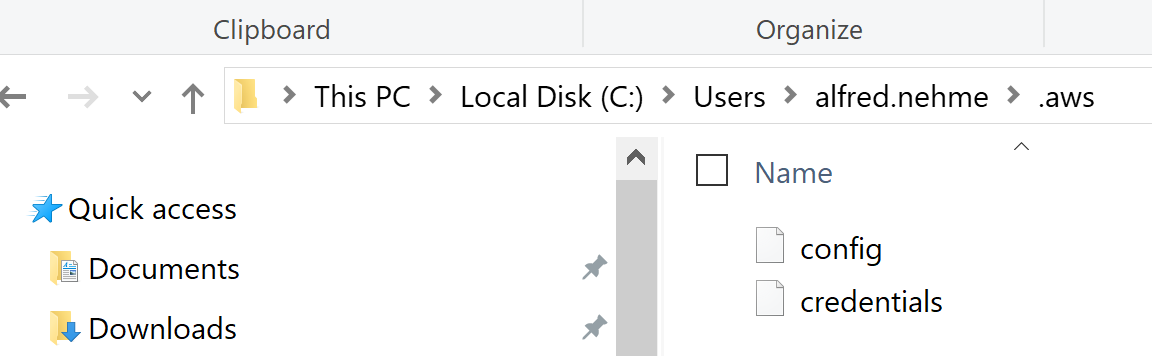 Clipboard Organize
This PC Local Disk (C:) Users alfred.nehme .aws
Name
Quick access
config
Documents
credentials
Downloads